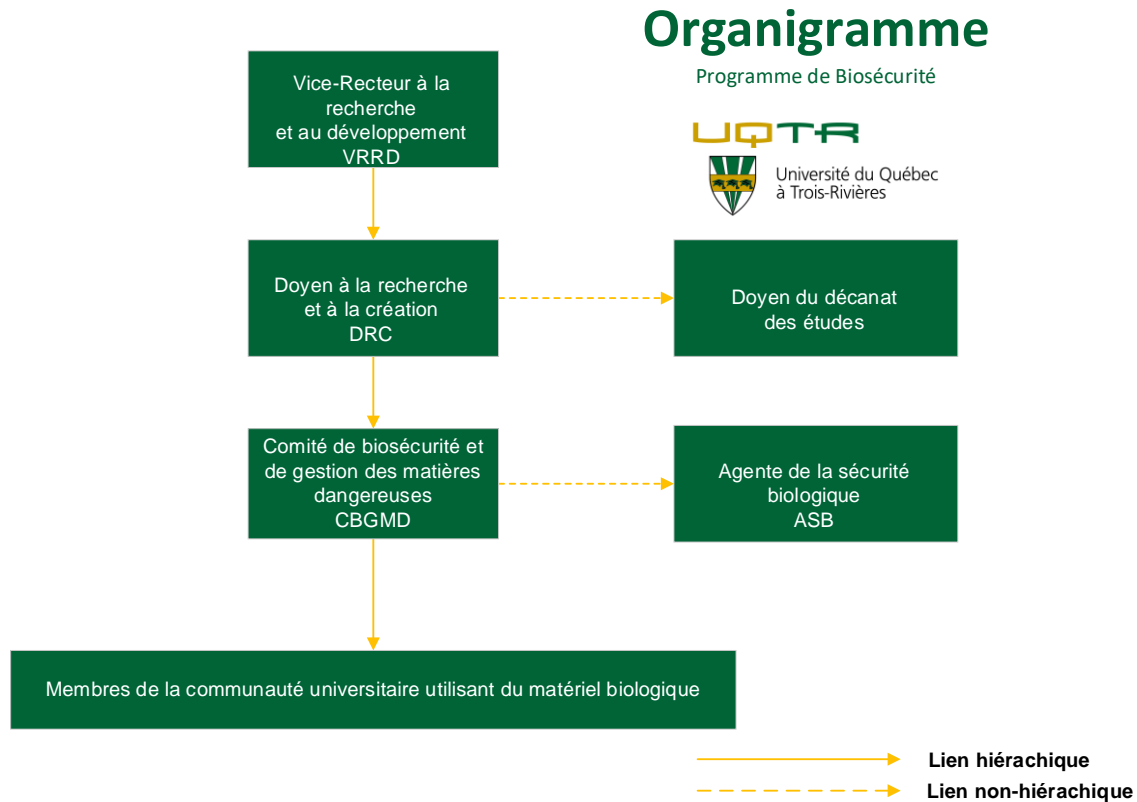 Organigramme
Programme de Biosécurité
UQTR
Université du Québec
à Trois-Rivières
Vice-Recteur à la
recherche
et au développement
VRRD
Doyen à la recherche
et à la création
DRC
Doyen du décanat
des études
Comité de biosécurité et
de gestion des matières
dangereuses
CBGMD
Agente de la sécurité
biologique
ASB
Membres de la communauté universitaire utilisant du matériel biologique
Lien hiérachique
Lien non-hiérachique